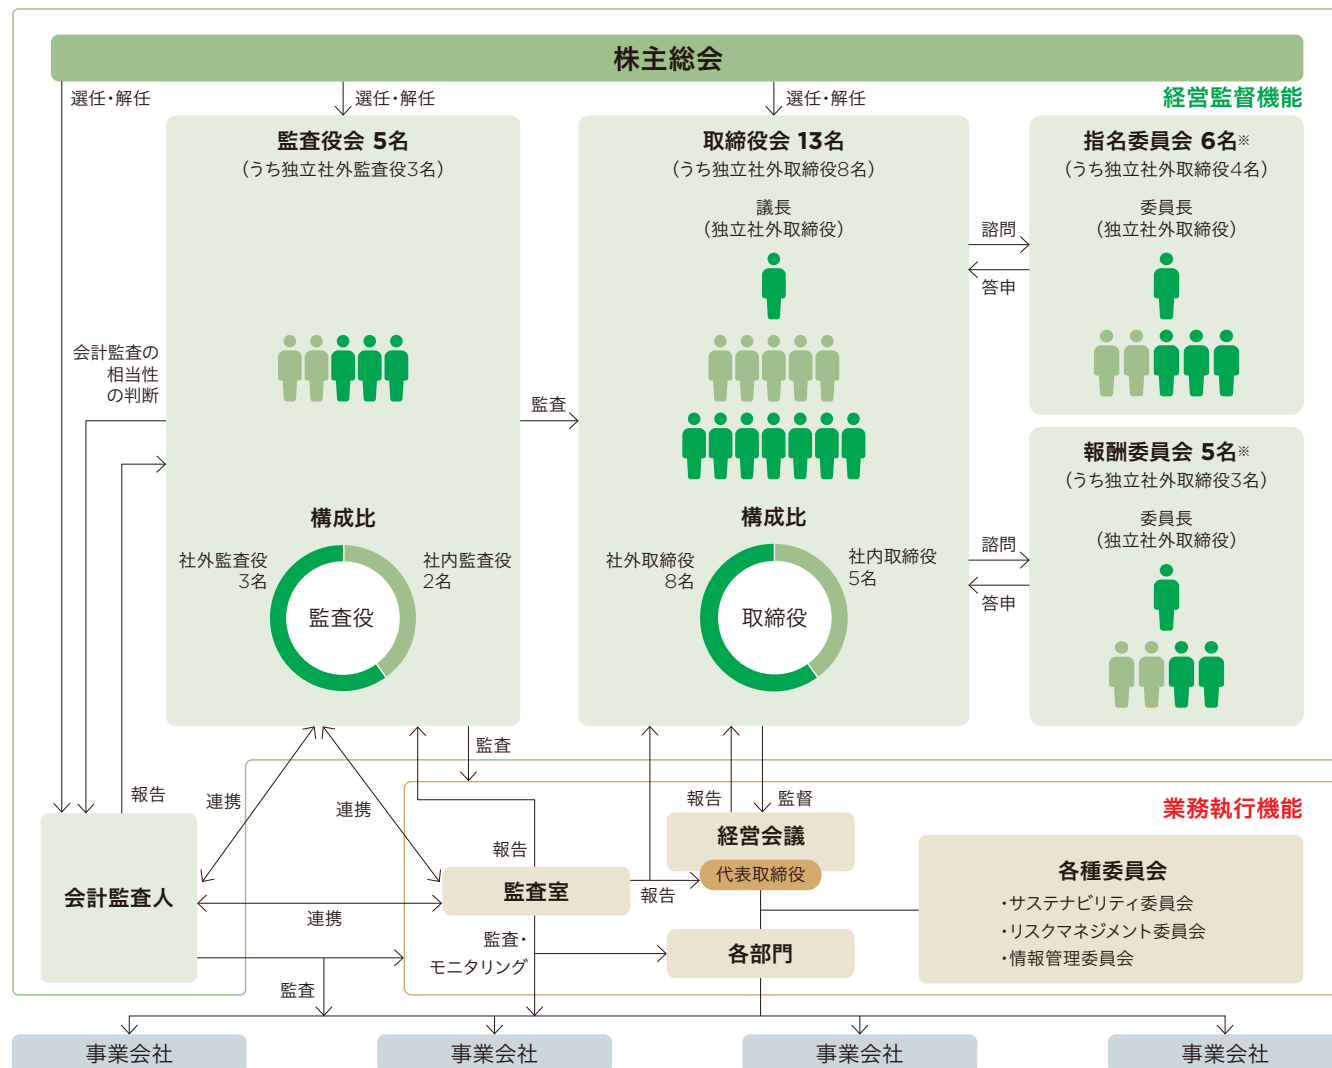 株主総会
選任・解任
選任・解任
選任・解任
経営監督機能
監査役会 5名
(うち独立社外監査役3名)
取締役会 13名
(うち独立社外取締役8名)
議長
(独立社外取締役)
指名委員会 6名※
(うち独立社外取締役4名)
委員長
(独立社外取締役)
諮問
答申
会計監査の
相当性
の判断
監査
報酬委員会 5名※
(うち独立社外取締役3名)
委員長
(独立社外取締役)
諮問
答申
構成比
社外監査役
3名
社内監査役
2名
監査役
構成比
社外取締役
8名
社内取締役
5名
取締役
監査
報告
連携
連携
報告
報告
監督
業務執行機能
会計監査人
連携
監査室
報告
経営会議
代表取締役
各種委員会
・サステナビリティ委員会
・リスクマネジメント委員会
・情報管理委員会
監査・
モニタリング
各部門
監査
事業会社
事業会社
事業会社
事業会社